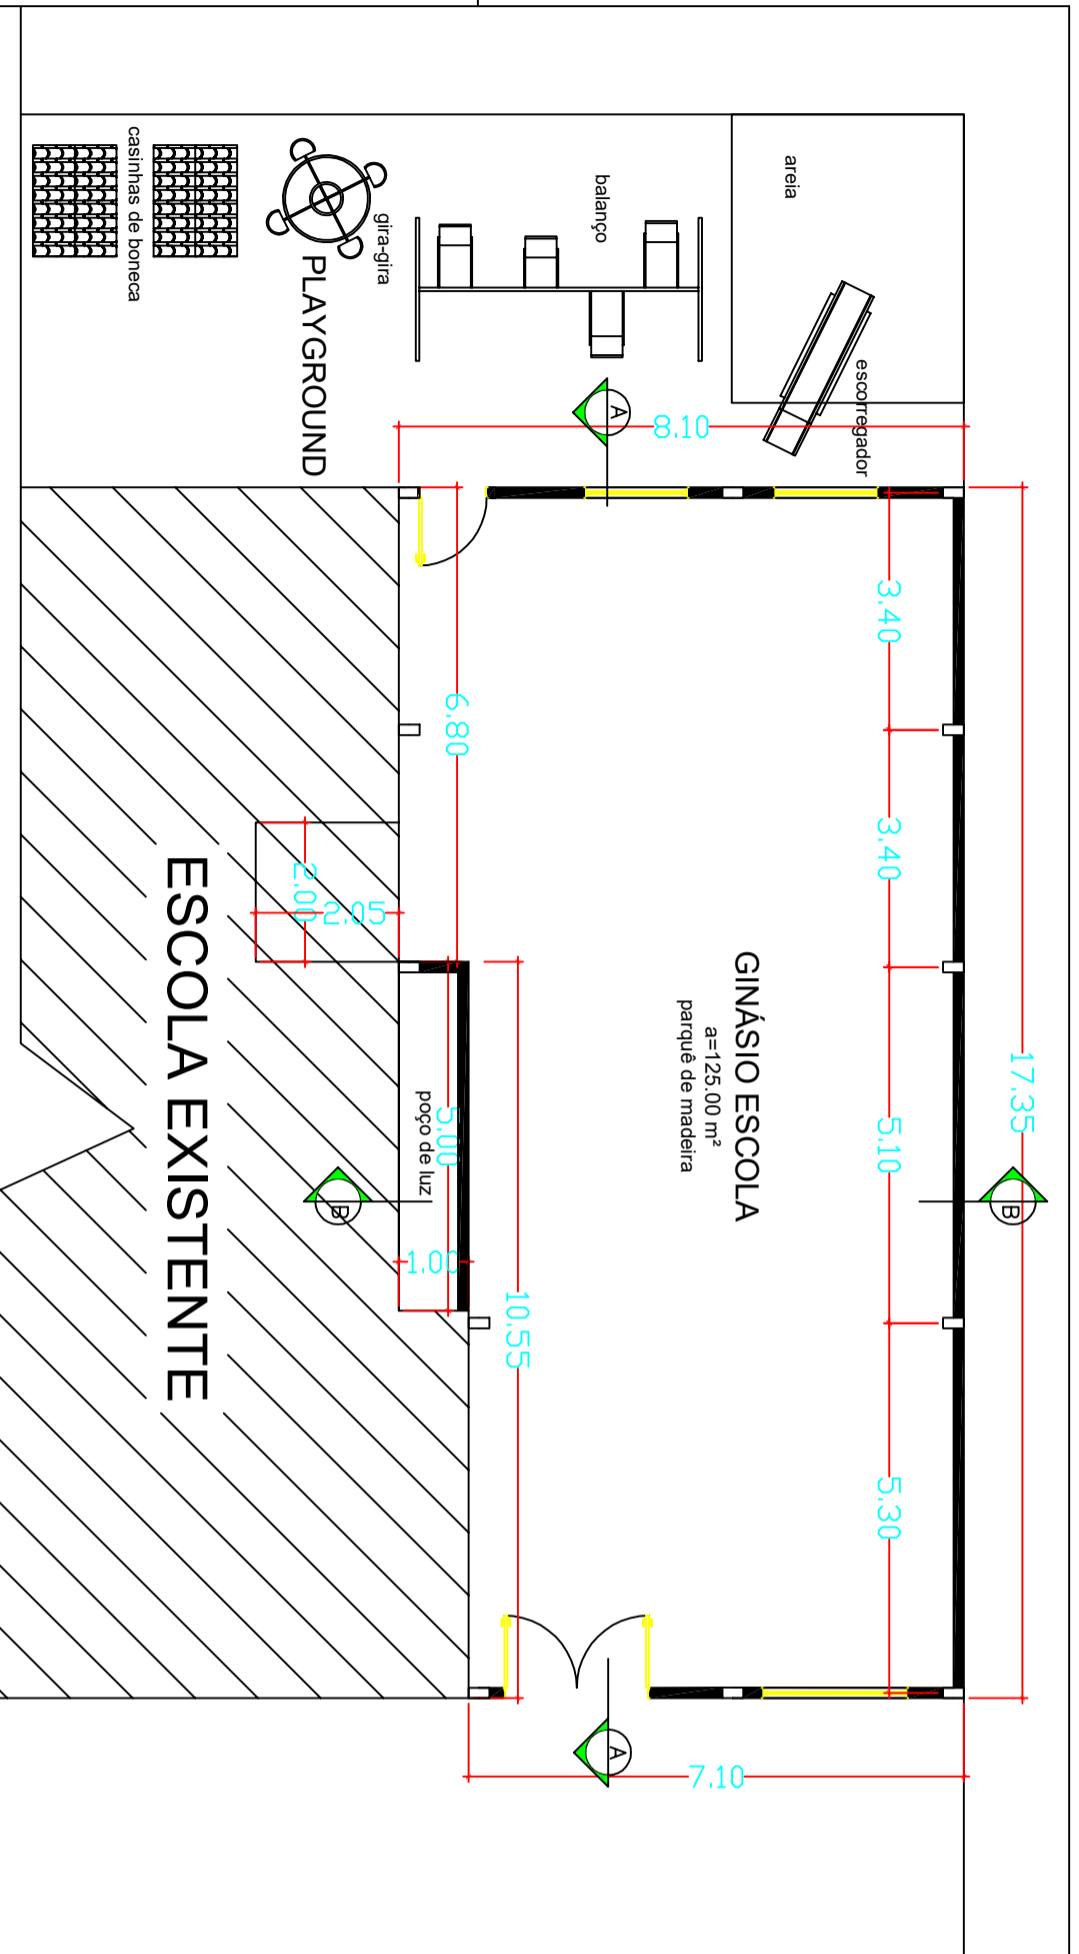 17.35
B
3.40
3.40
5.10
5.30
areia
escorregador
GINÁSIO ESCOLA
a=125.00 m²
parquê de madeira
balanço
A
8.10
A
7.10
gira-gira
PLAYGROUND
casinhas de boneca
6.80
10.55
5.00
poço de luz
1.00
B
2.05
2.00
ESCOLA EXISTENTE